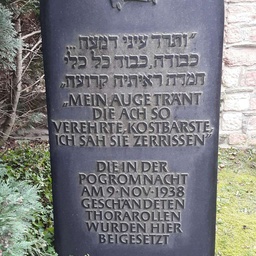 ...ותרד עיני דמעה"
כבודה, כבוד כל כלי
חמדה ראיתיה קרועה."
„MEIN AUGE TRÄNT
DIE ACH SO
VEREHRTE, KOSTBARSTE,
ICH SAH SIE ZERRISSEN"
DIE IN DER
POGROMNACHT
AM 9·NOV·1938
GESCHÄNDETEN
THORAROLLEN
WURDEN HIER
BEIGESETZT